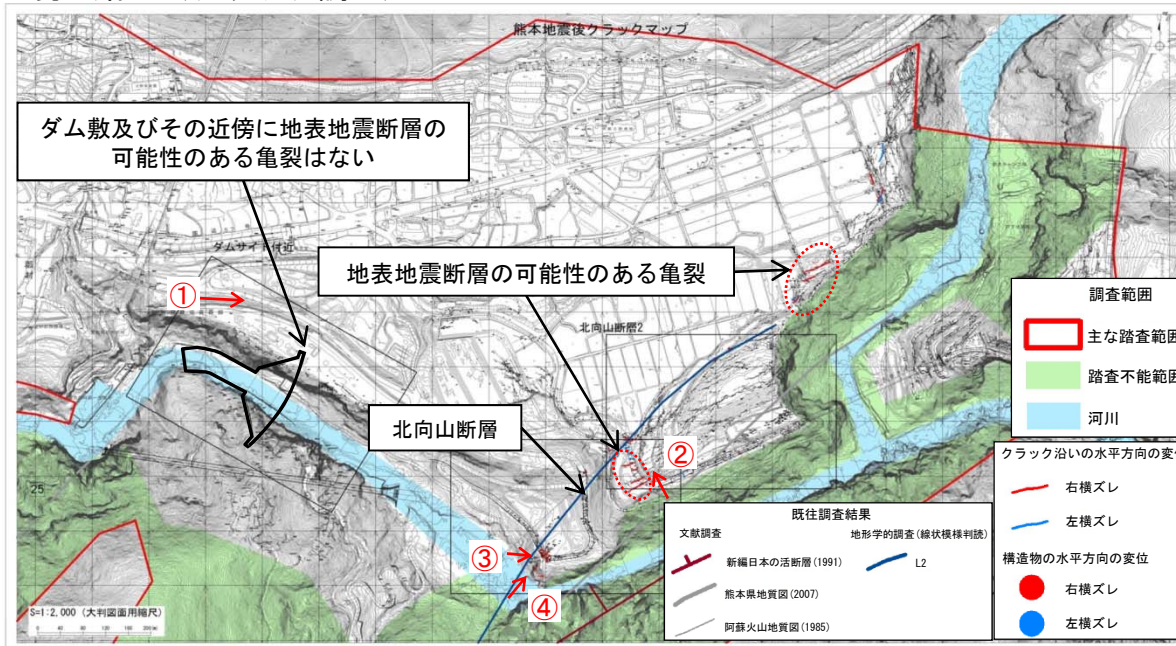 熊本地震後クラックマップ
ダム敷及びその近傍に地表地震断層の
可能性のある亀裂はない
ダムサイト付近
地表地震断層の可能性のある亀裂
①
北向山断層2
調査範囲
主な踏査範囲
踏査不能範囲
河川
北向山断層
②
25
クラック沿いの水平方向の変位
右横ズレ
左横ズレ
構造物の水平方向の変位
右横ズレ
左横ズレ
既往調査結果
文献調査
地形学的調査(線状模様判読)
新編日本の活断層(1991)
L2
熊本県地質図(2007)
阿蘇火山地質図(1985)
③
④
S=1:2,000 (大判図面用縮尺)